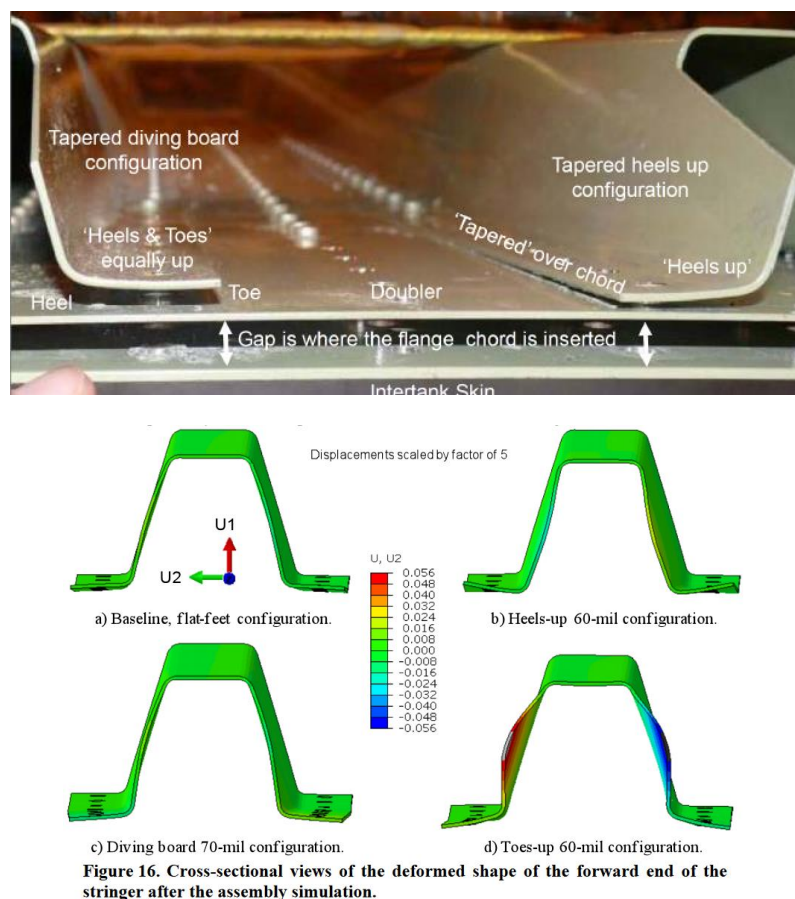 Tapered diving board
configuration
Tapered heels up
configuration
'Heels & Toes'
equally up
'Tapered' over chord
'Heels up'
Heel
Toe
Doubler
Gap is where the flange chord is inserted
Intertank Skin
Displacements scaled by factor of 5
U1
U2
U, U2
0.056
0.048
0.040
0.032
0.024
0.016
0.008
0.000
-0.008
-0.016
-0.024
-0.032
-0.040
-0.048
-0.056
a) Baseline, flat-feet configuration.
b) Heels-up 60-mil configuration.
c) Diving board 70-mil configuration.
d) Toes-up 60-mil configuration.
Figure 16. Cross-sectional views of the deformed shape of the forward end of the
stringer after the assembly simulation.